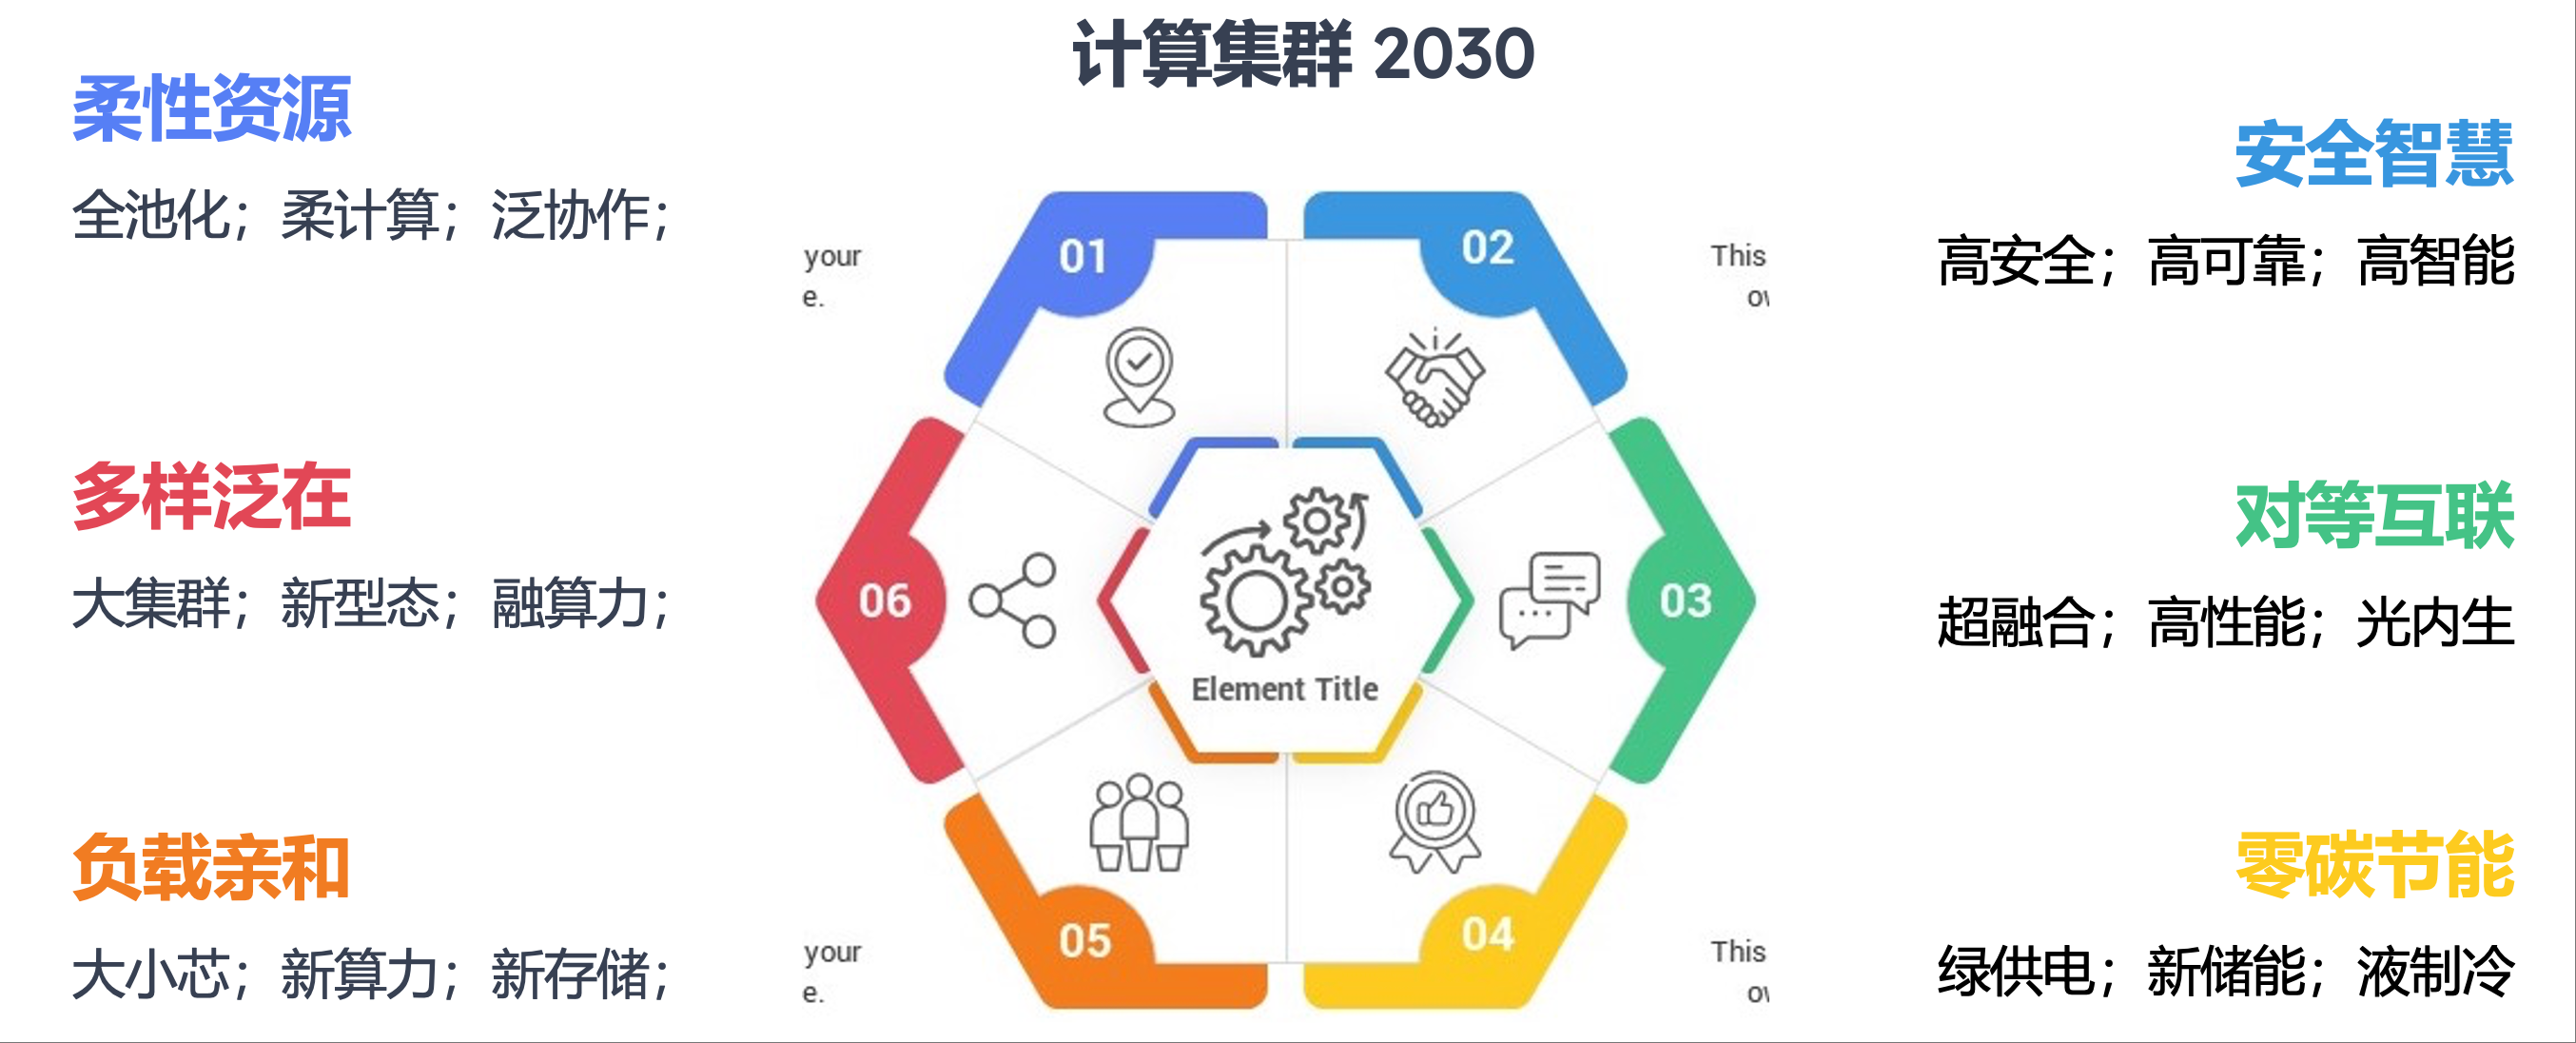 计算集群 2030
柔性资源
全池化；柔计算；泛协作；
多样泛在
大集群；新型态；融算力；
负载亲和
大小芯；新算力；新存储；
your
e.
01
02
This
06
Element Title
03
your
e.
05
04
This
安全智慧
高安全；高可靠；高智能
对等互联
超融合；高性能；光内生
零碳节能
绿供电；新储能；液制冷